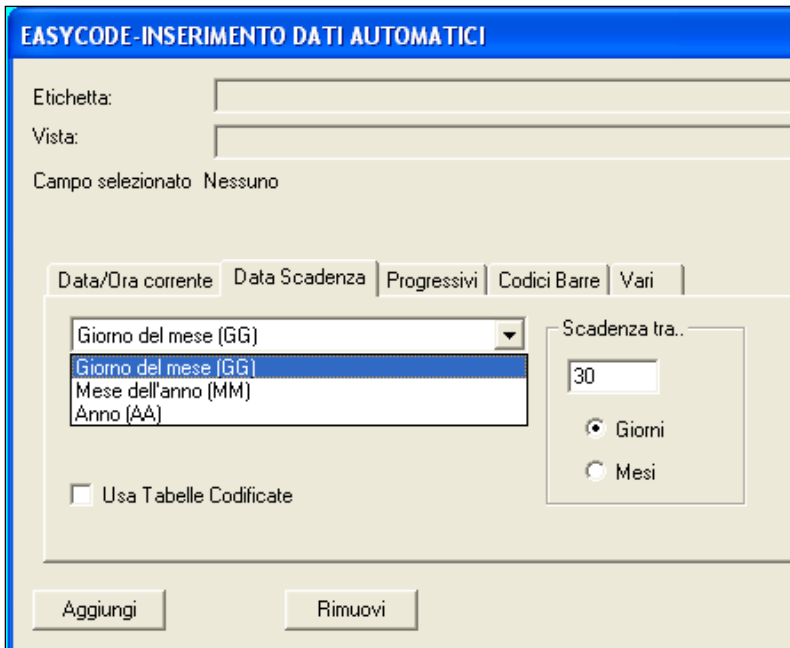 EASYCODE-INSERIMENTO DATI AUTOMATICI
Etichetta:
Vista:
Campo selezionato Nessuno
Data/Ora corrente Data Scadenza Progressivi Codici Barre Vari
Giorno del mese (GG)
Giorno del mese (GG)
Mese dell'anno (MM)
Anno (AA)
Usa Tabelle Codificate
Scadenza tra..
30
Giorni
Mesi
Aggiungi Rimuovi